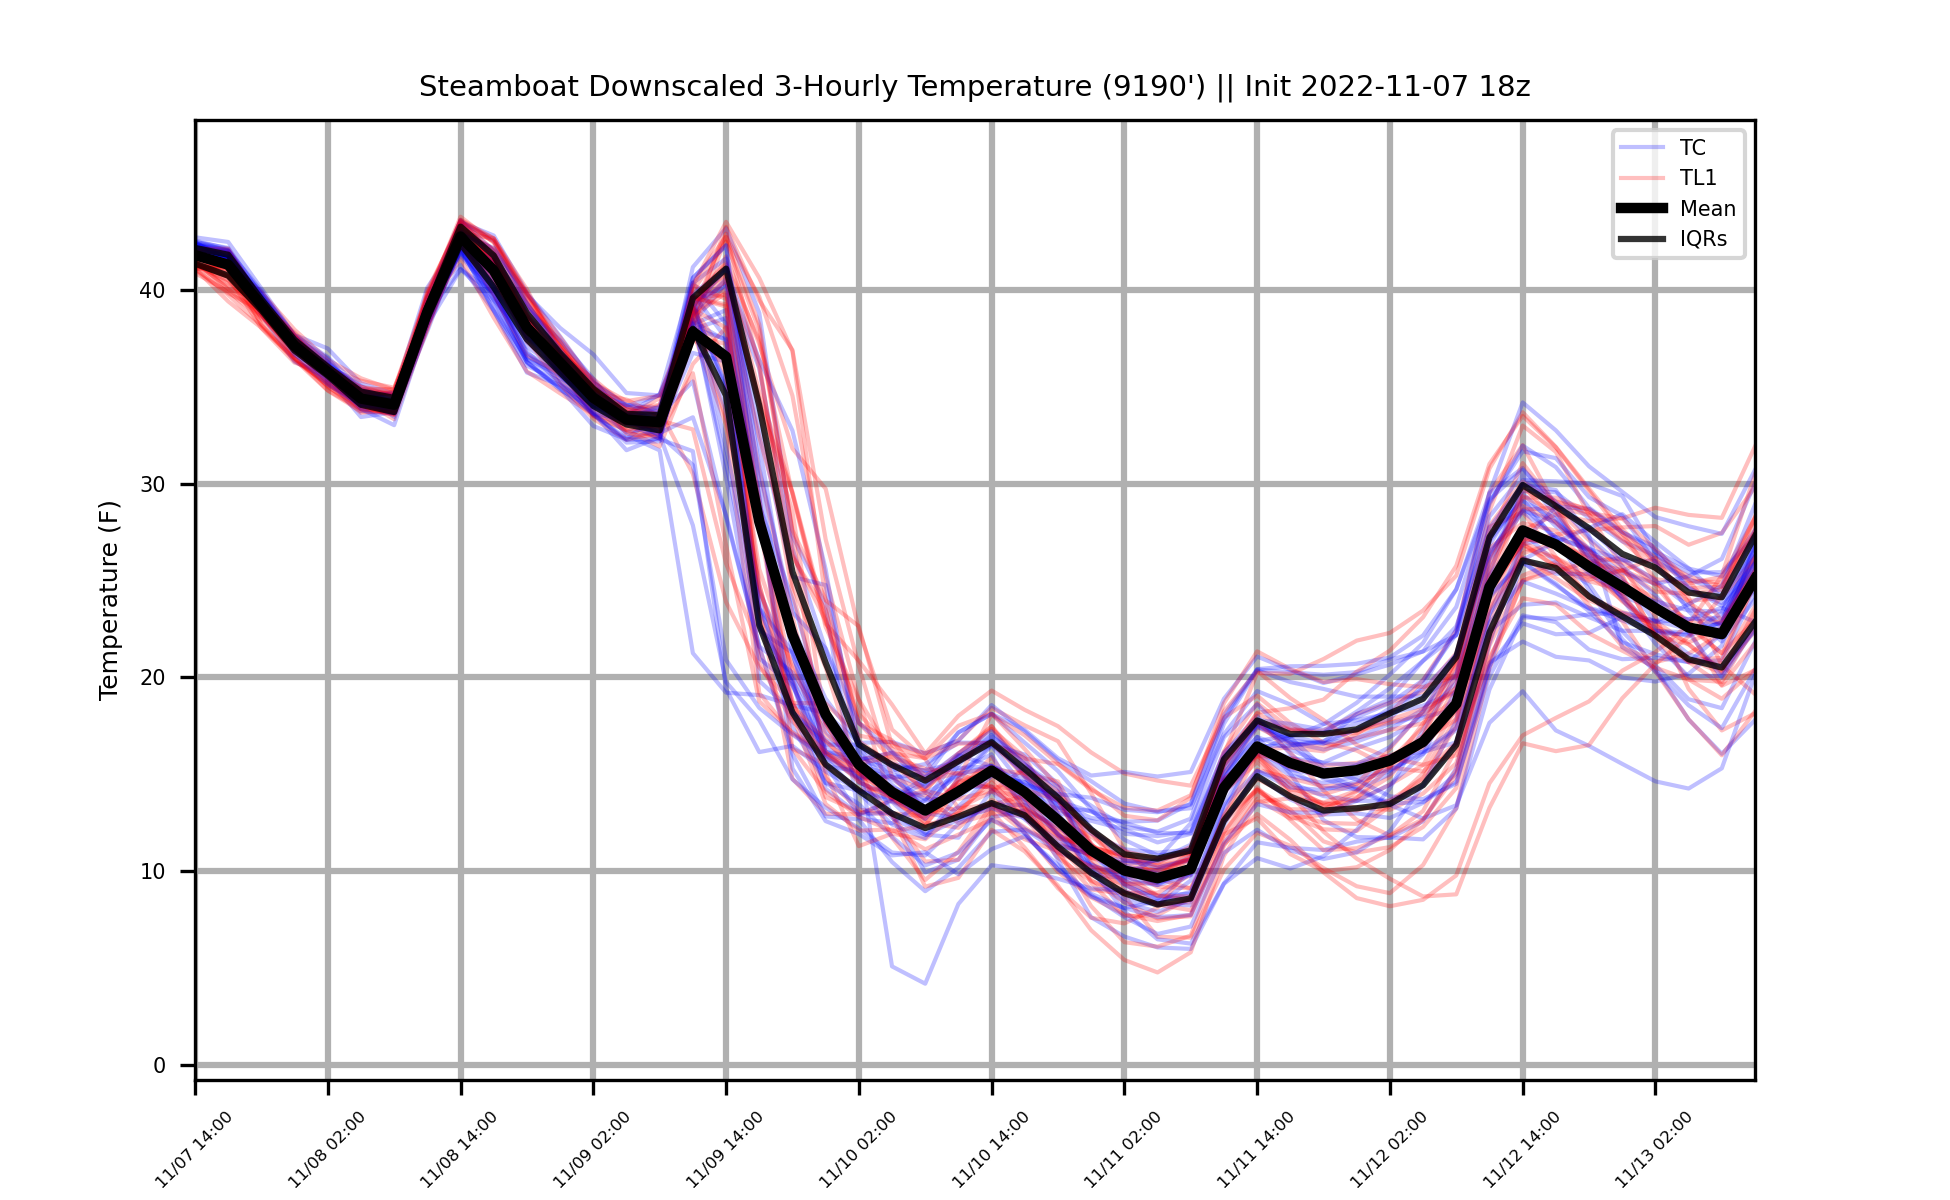 Steamboat Downscaled 3-Hourly Temperature (9190') || Init 2022-11-07 18z
TC
TL1
Mean
IQRs
Temperature (F)
40
30
20
10
0
11/07 14:00
11/08 02:00
11/08 14:00
11/09 02:00
11/09 14:00
11/10 02:00
11/10 14:00
11/11 02:00
11/11 14:00
11/12 02:00
11/12 14:00
11/13 02:00